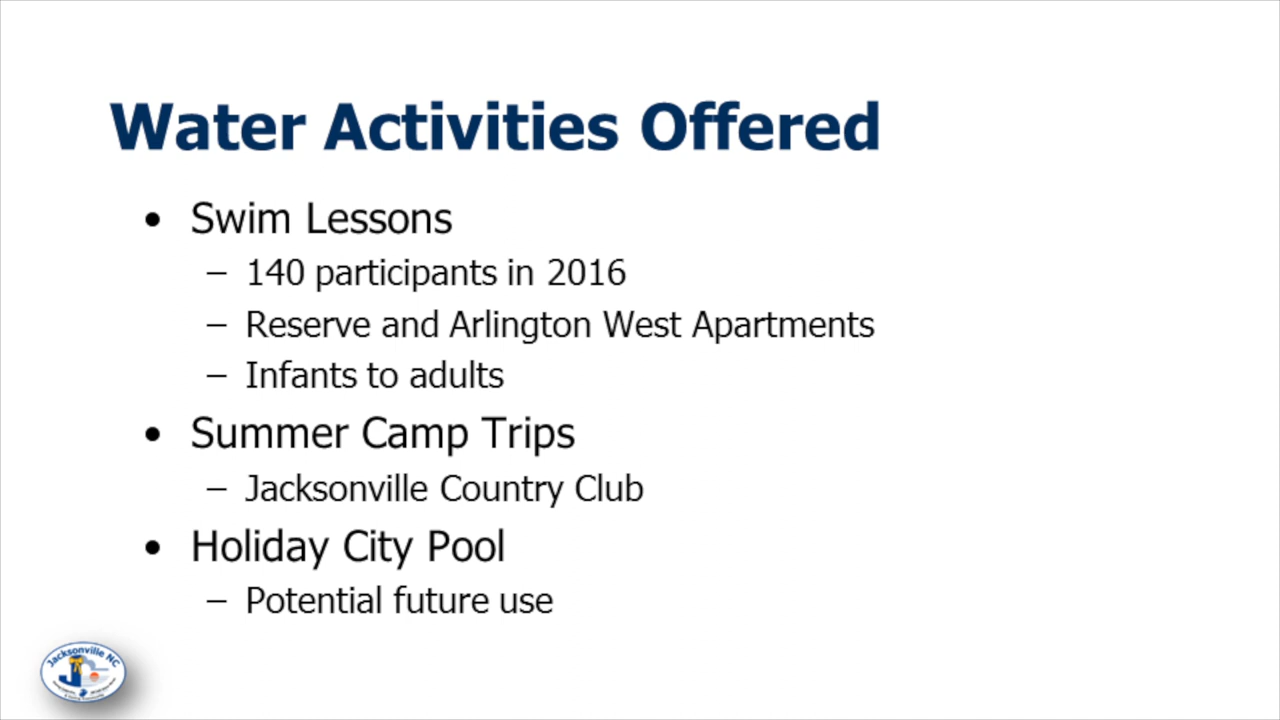 Water Activities Offered
• Swim Lessons
– 140 participants in 2016
– Reserve and Arlington West Apartments
– Infants to adults
• Summer Camp Trips
– Jacksonville Country Club
• Holiday City Pool
– Potential future use
Jacksonville NC